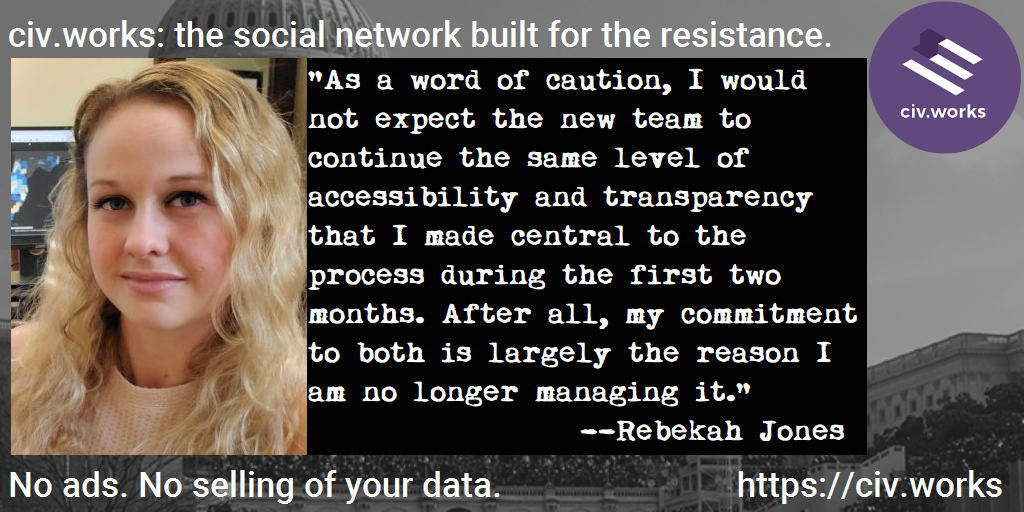 civ.works: the social network built for the resistance.
civ.works
"As a word of caution, I would
not expect the new team to
continue the same level of
accessibility and transparency
that I made central to the
process during the first two
months. After all, my commitment
to both is largely the reason I
am no longer managing it."
--Rebekah Jones
No ads. No selling of your data.
https://civ.works